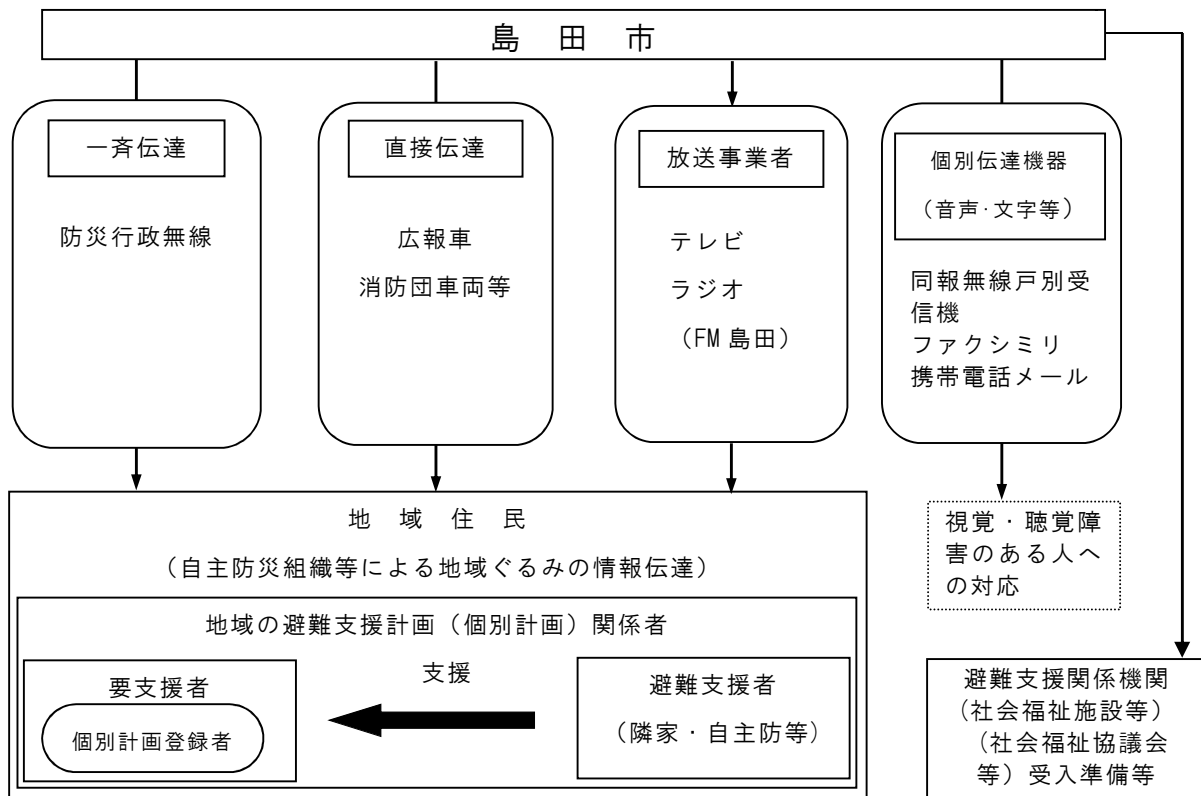 島田市
一斉伝達
防災行政無線
直接伝達
広報車
消防団車両等
放送事業者
テレビ
ラジオ
（FM 島田）
個別伝達機器
（音声･文字等）
同報無線戸別受
信機
ファクシミリ
携帯電話メール
地域住民
（自主防災組織等による地域ぐるみの情報伝達）
地域の避難支援計画（個別計画）関係者
要支援者
個別計画登録者
支援
避難支援者
（隣家・自主防等）
視覚・聴覚障
害のある人へ
の対応
避難支援関係機関
（社会福祉施設等）
（社会福祉協議会
等）受入準備等